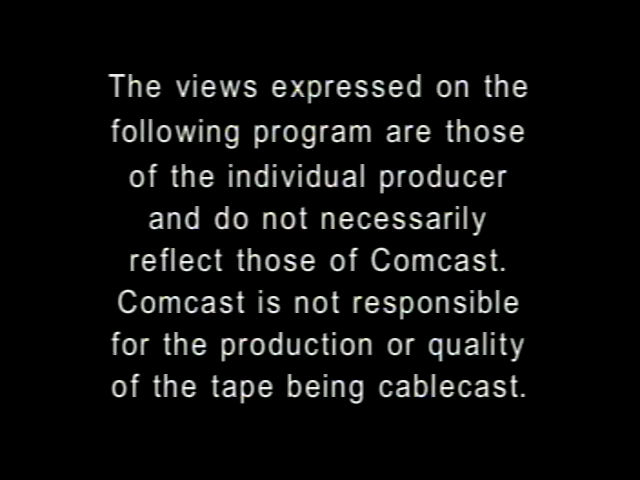 The views expressed on the
following program are those
of the individual producer
and do not necessarily
reflect those of Comcast.
Comcast is not responsible
for the production or quality
of the tape being cablecast.